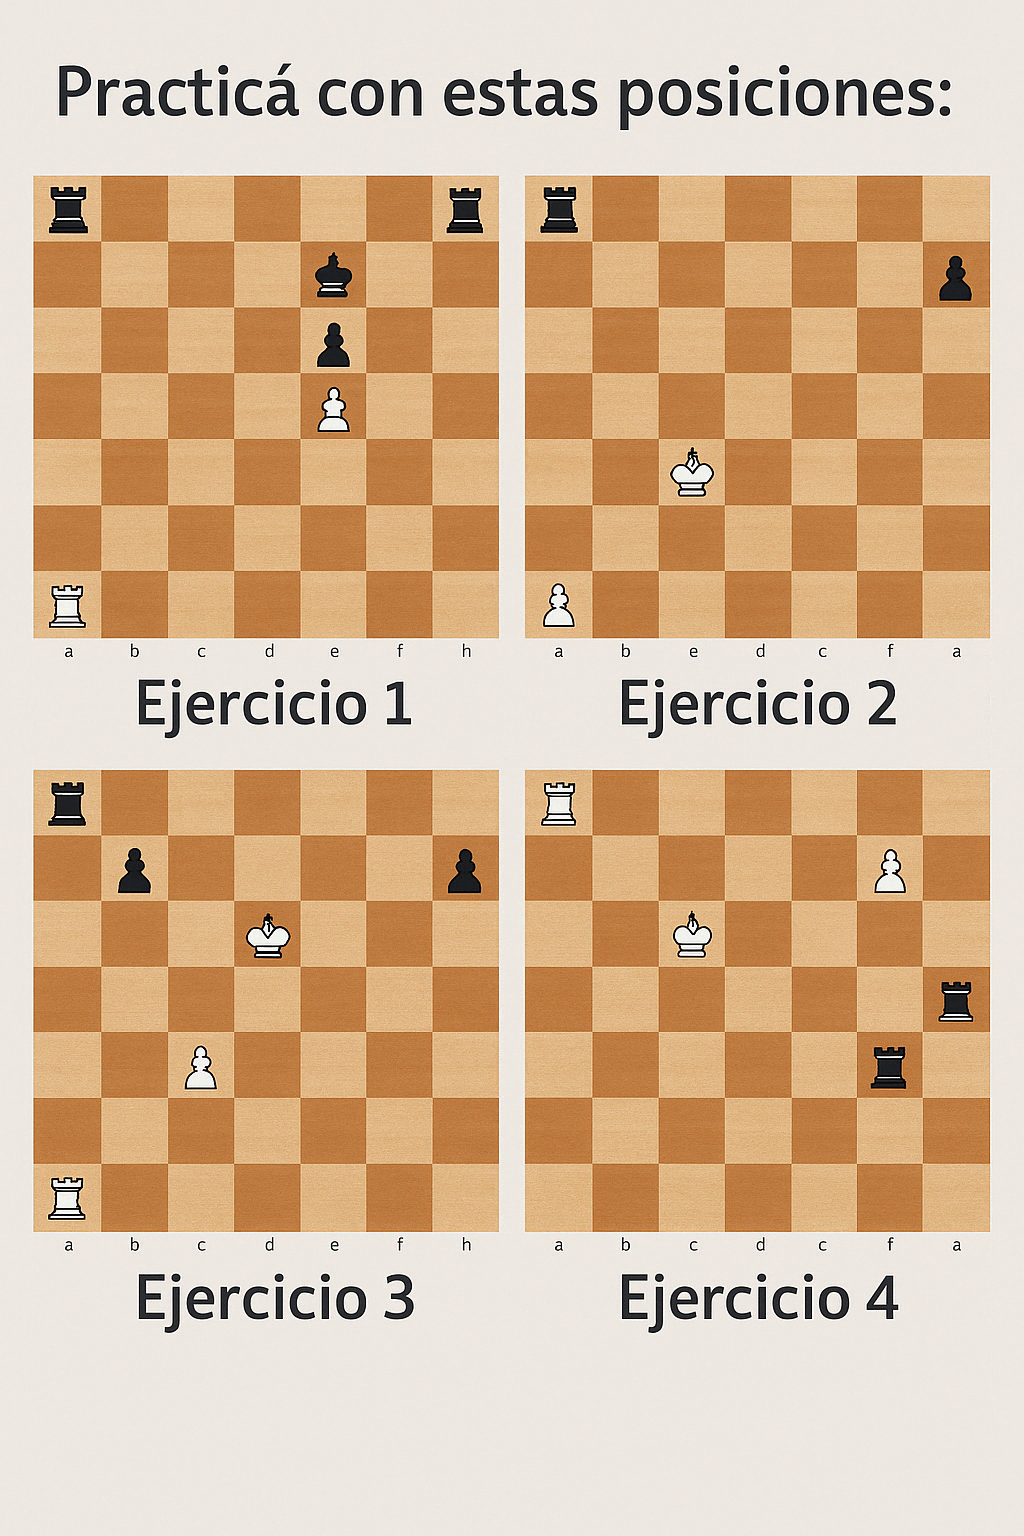 Practicá con estas posiciones:
a b c d e f h
a b e d c f a
Ejercicio 1
Ejercicio 2
a b c d e f h
a b c d c f a
Ejercicio 3
Ejercicio 4